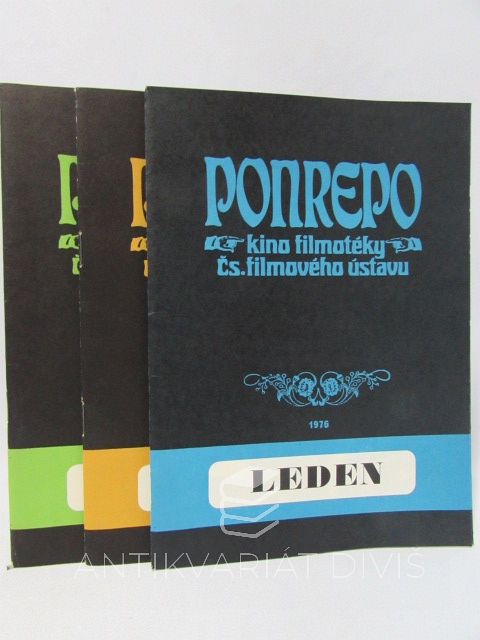 PONREPO
kino filmotéky
čs. filmového ústavu
1976
LEDEN
ANTIKVARIÁT DIVIŠ